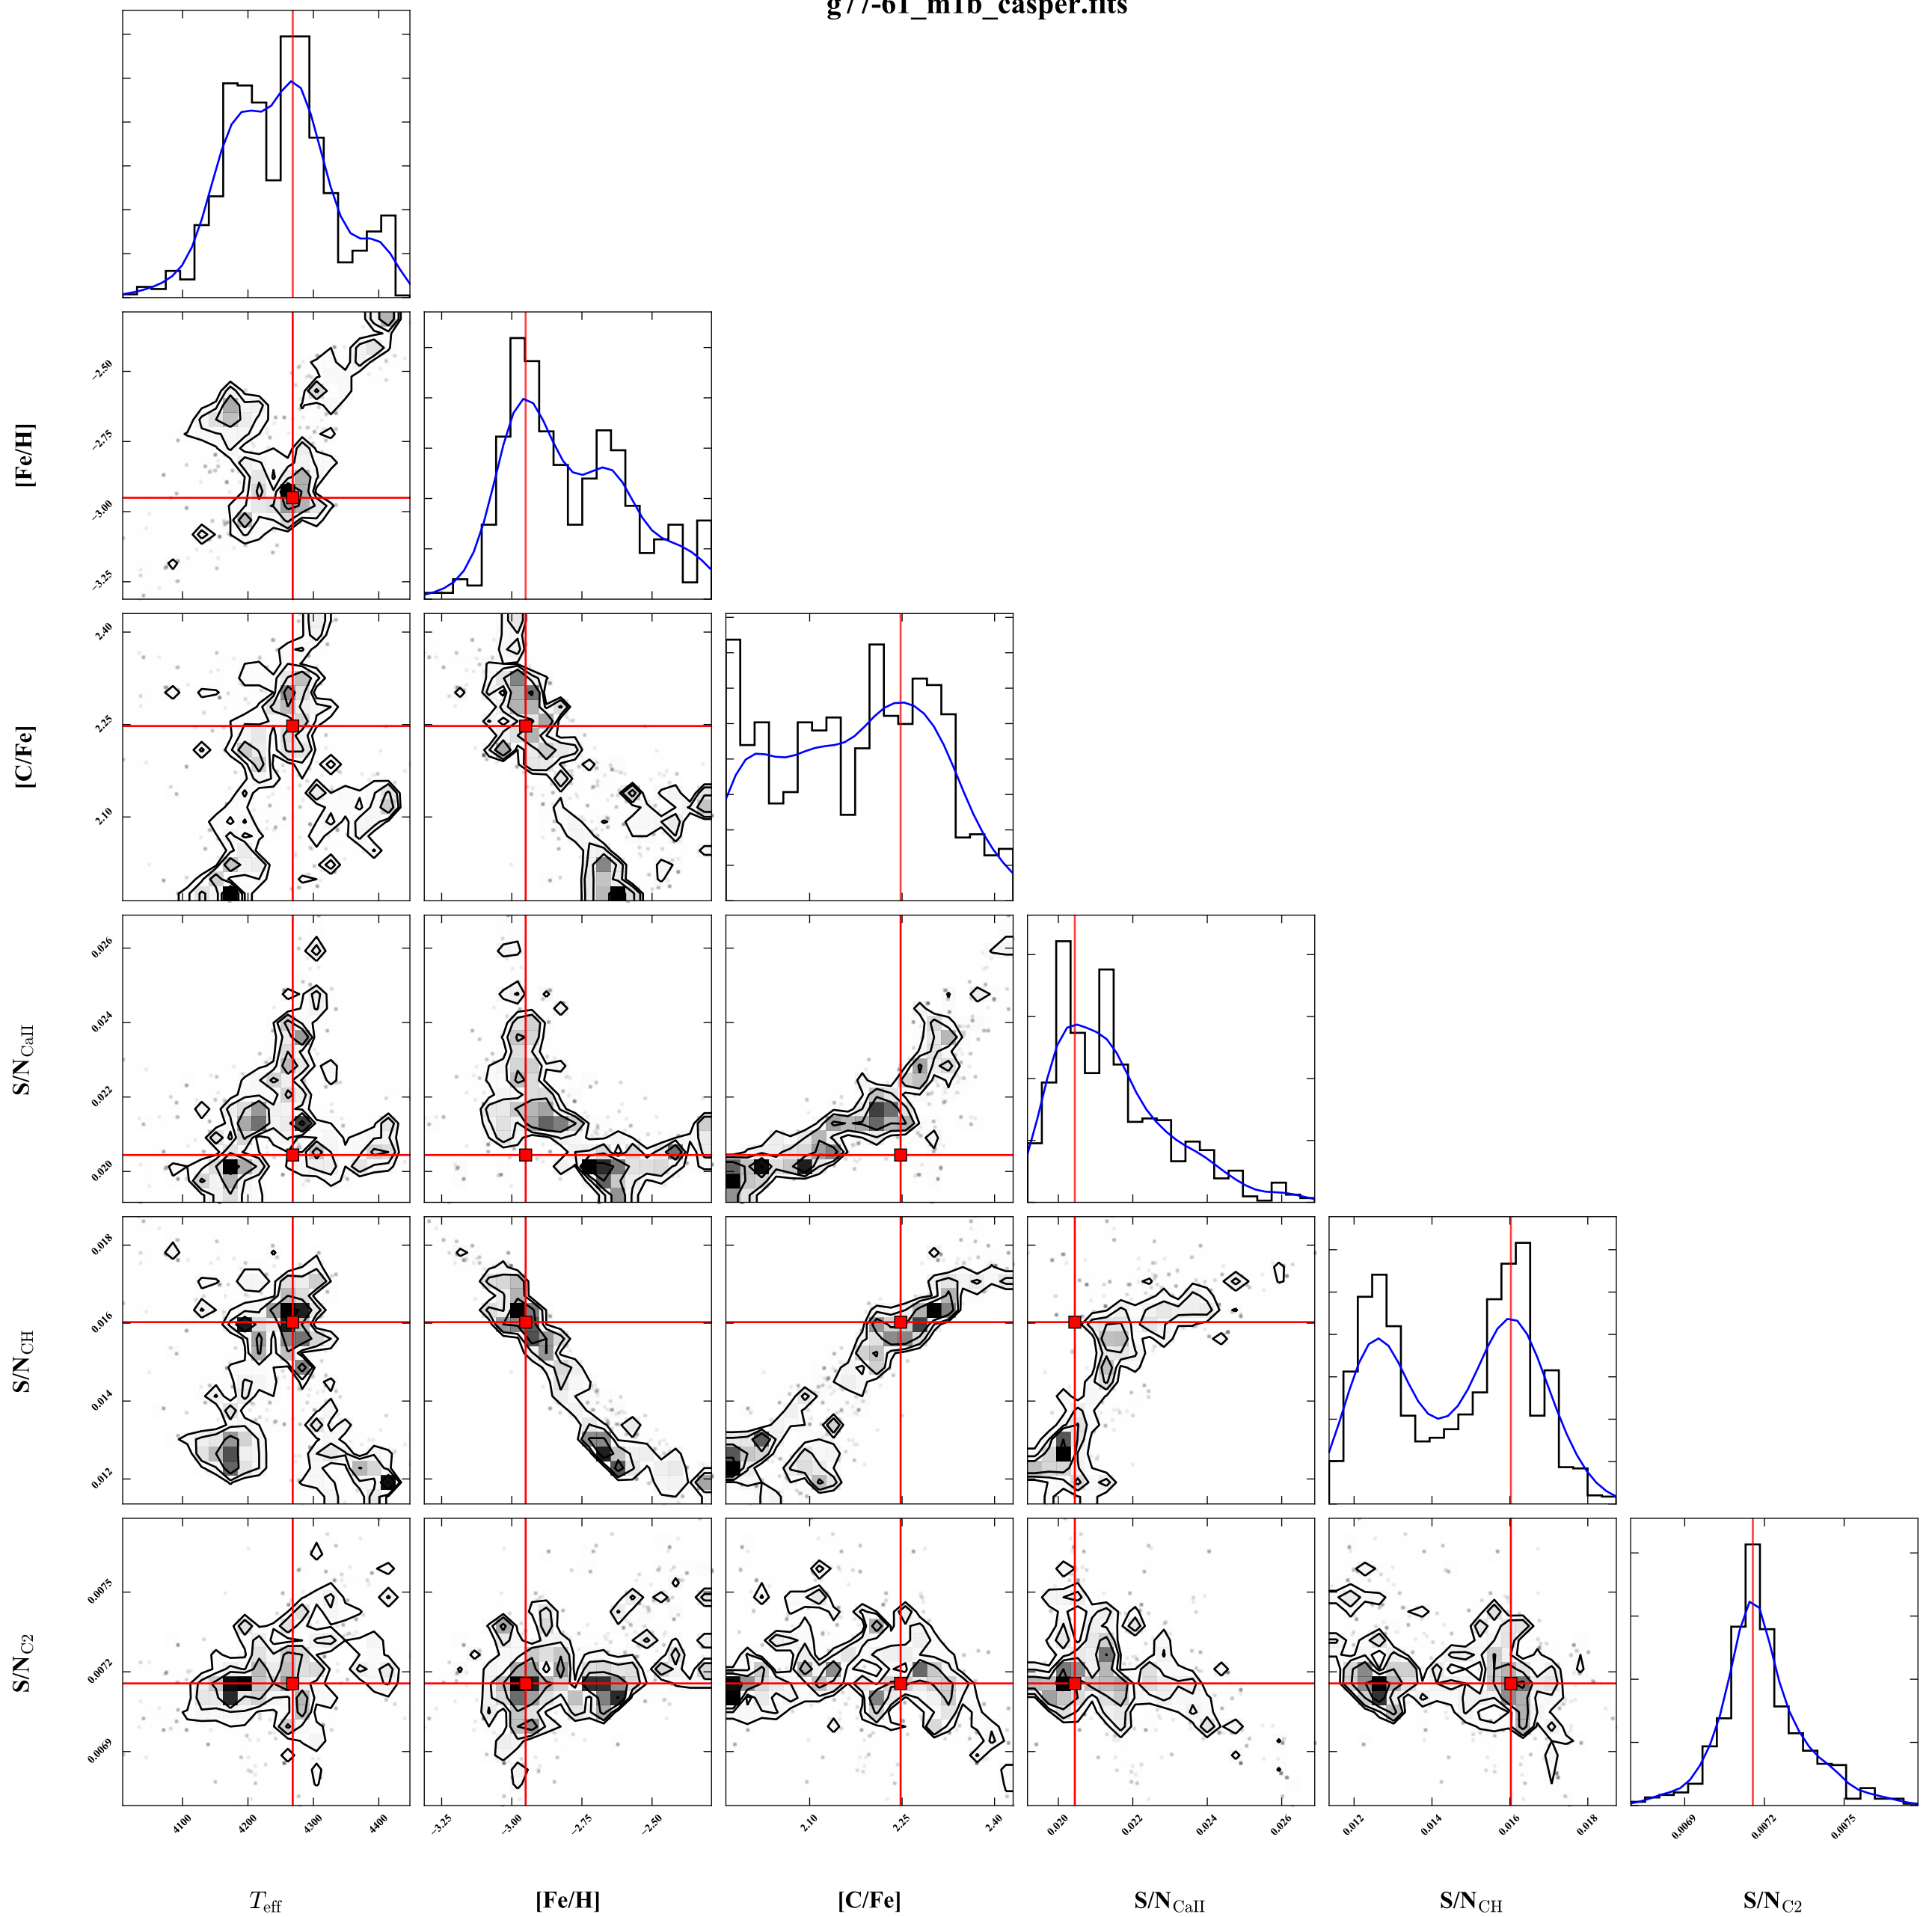 g77-61_m1b_casper.fits
[Fe/H]
−2.50
−2.75
−3.00
−3.25
[C/Fe]
2.40
2.25
2.10
S/N_CaII
0.026
0.024
0.022
0.020
S/N_CH
0.018
0.016
0.014
0.012
S/N_C2
0.0075
0.0072
0.0069
4100 4200 4300 4400 −3.25 −3.00 −2.75 −2.50 2.10 2.25 2.40 0.020 0.022 0.024 0.026 0.012 0.014 0.016 0.018 0.0069 0.0072 0.0075
T_eff [Fe/H] [C/Fe] S/N_CaII S/N_CH S/N_C2